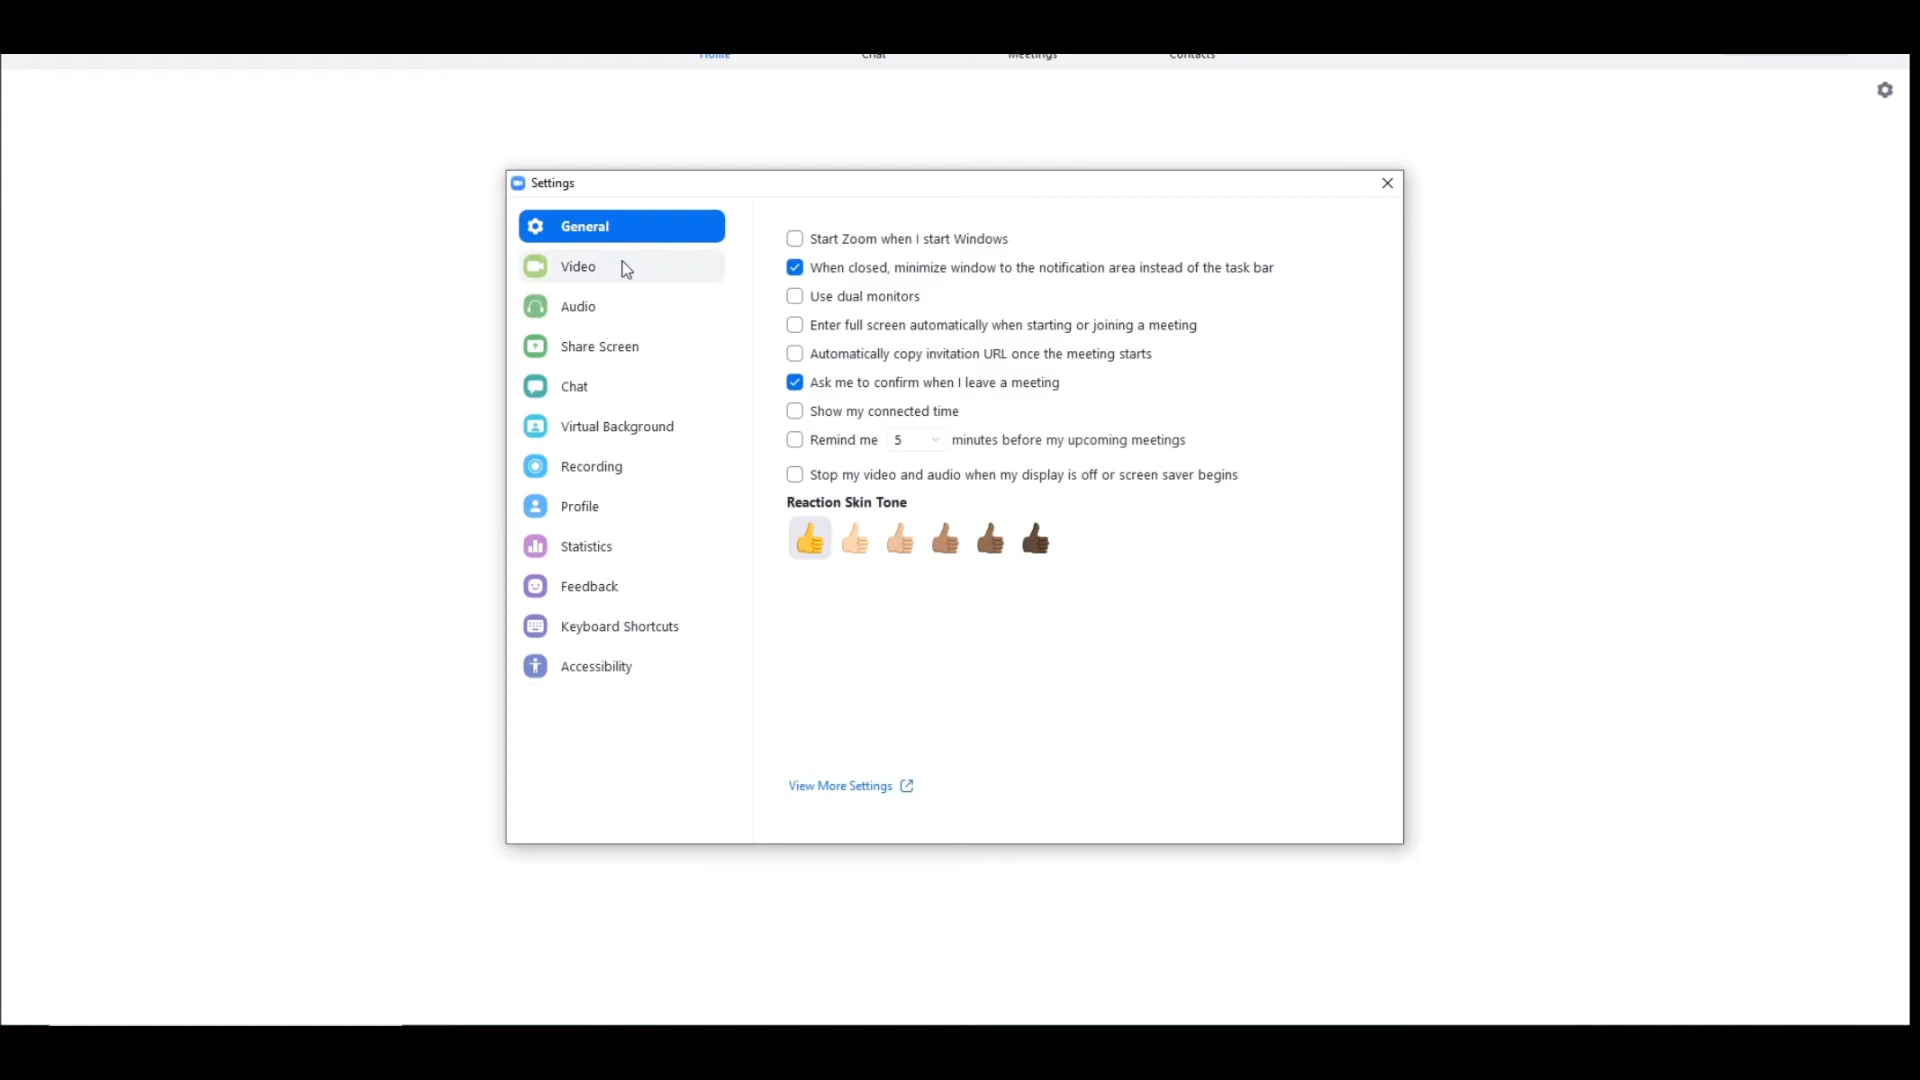 Home Chat Meetings Contacts
Settings
General
Video
Audio
Share Screen
Chat
Virtual Background
Recording
Profile
Statistics
Feedback
Keyboard Shortcuts
Accessibility
Start Zoom when I start Windows
When closed, minimize window to the notification area instead of the task bar
Use dual monitors
Enter full screen automatically when starting or joining a meeting
Automatically copy invitation URL once the meeting starts
Ask me to confirm when I leave a meeting
Show my connected time
Remind me 5 minutes before my upcoming meetings
Stop my video and audio when my display is off or screen saver begins
Reaction Skin Tone
View More Settings